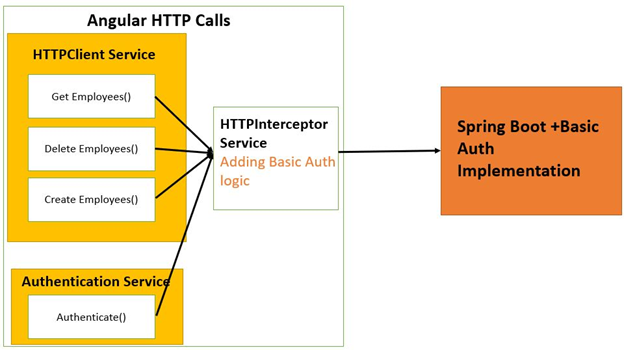 Angular HTTP Calls
HTTPClient Service
Get Employees()
Delete Employees()
Create Employees()
HTTPInterceptor
Service
Adding Basic Auth
logic
Spring Boot +Basic
Auth
Implementation
Authentication Service
Authenticate()